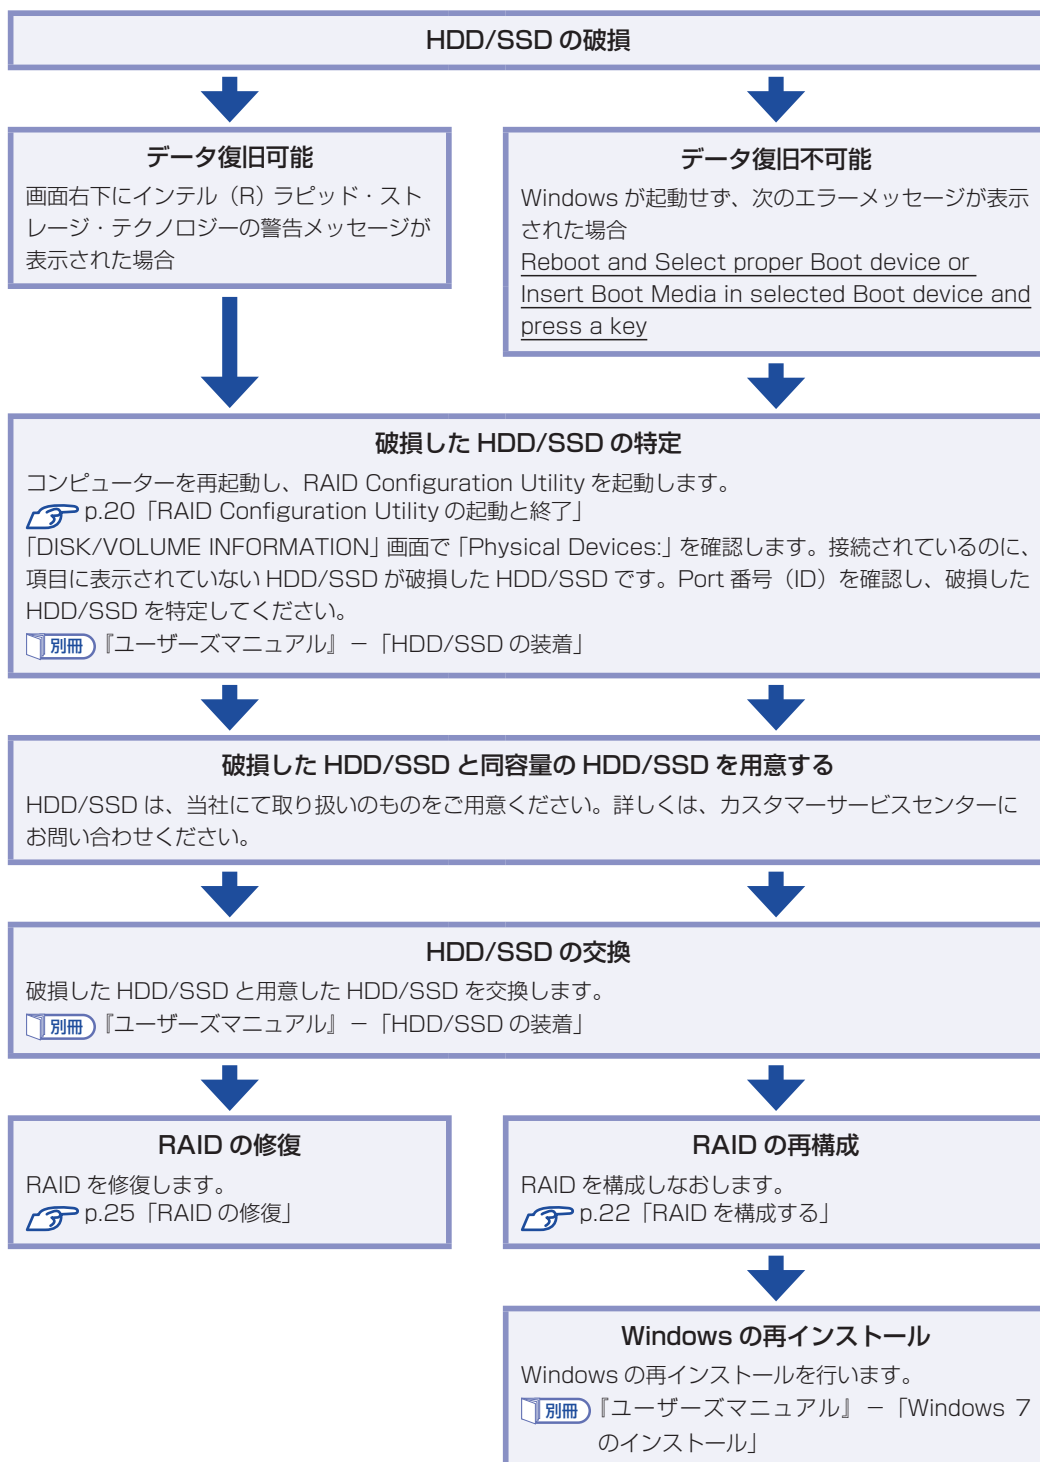 HDD/SSD の破損
データ復旧可能
画面右下にインテル（R）ラピッド・スト
レージ・テクノロジーの警告メッセージが
表示された場合
データ復旧不可能
Windows が起動せず、次のエラーメッセージが表示
された場合
Reboot and Select proper Boot device or
Insert Boot Media in selected Boot device and
press a key
破損した HDD/SSD の特定
コンピューターを再起動し、RAID Configuration Utility を起動します。
p.20「RAID Configuration Utility の起動と終了」
「DISK/VOLUME INFORMATION」画面で「Physical Devices:」を確認します。接続されているのに、
項目に表示されていない HDD/SSD が破損した HDD/SSD です。Port 番号（ID）を確認し、破損した
HDD/SSD を特定してください。
別冊『ユーザーズマニュアル』－「HDD/SSD の装着」
破損した HDD/SSD と同容量の HDD/SSD を用意する
HDD/SSD は、当社にて取り扱いのものをご用意ください。詳しくは、カスタマーサービスセンターに
お問い合わせください。
HDD/SSD の交換
破損した HDD/SSD と用意した HDD/SSD を交換します。
別冊『ユーザーズマニュアル』－「HDD/SSD の装着」
RAID の修復
RAID を修復します。
p.25「RAID の修復」
RAID の再構成
RAID を構成しなおします。
p.22「RAID を構成する」
Windows の再インストール
Windows の再インストールを行います。
別冊『ユーザーズマニュアル』－「Windows 7
のインストール」